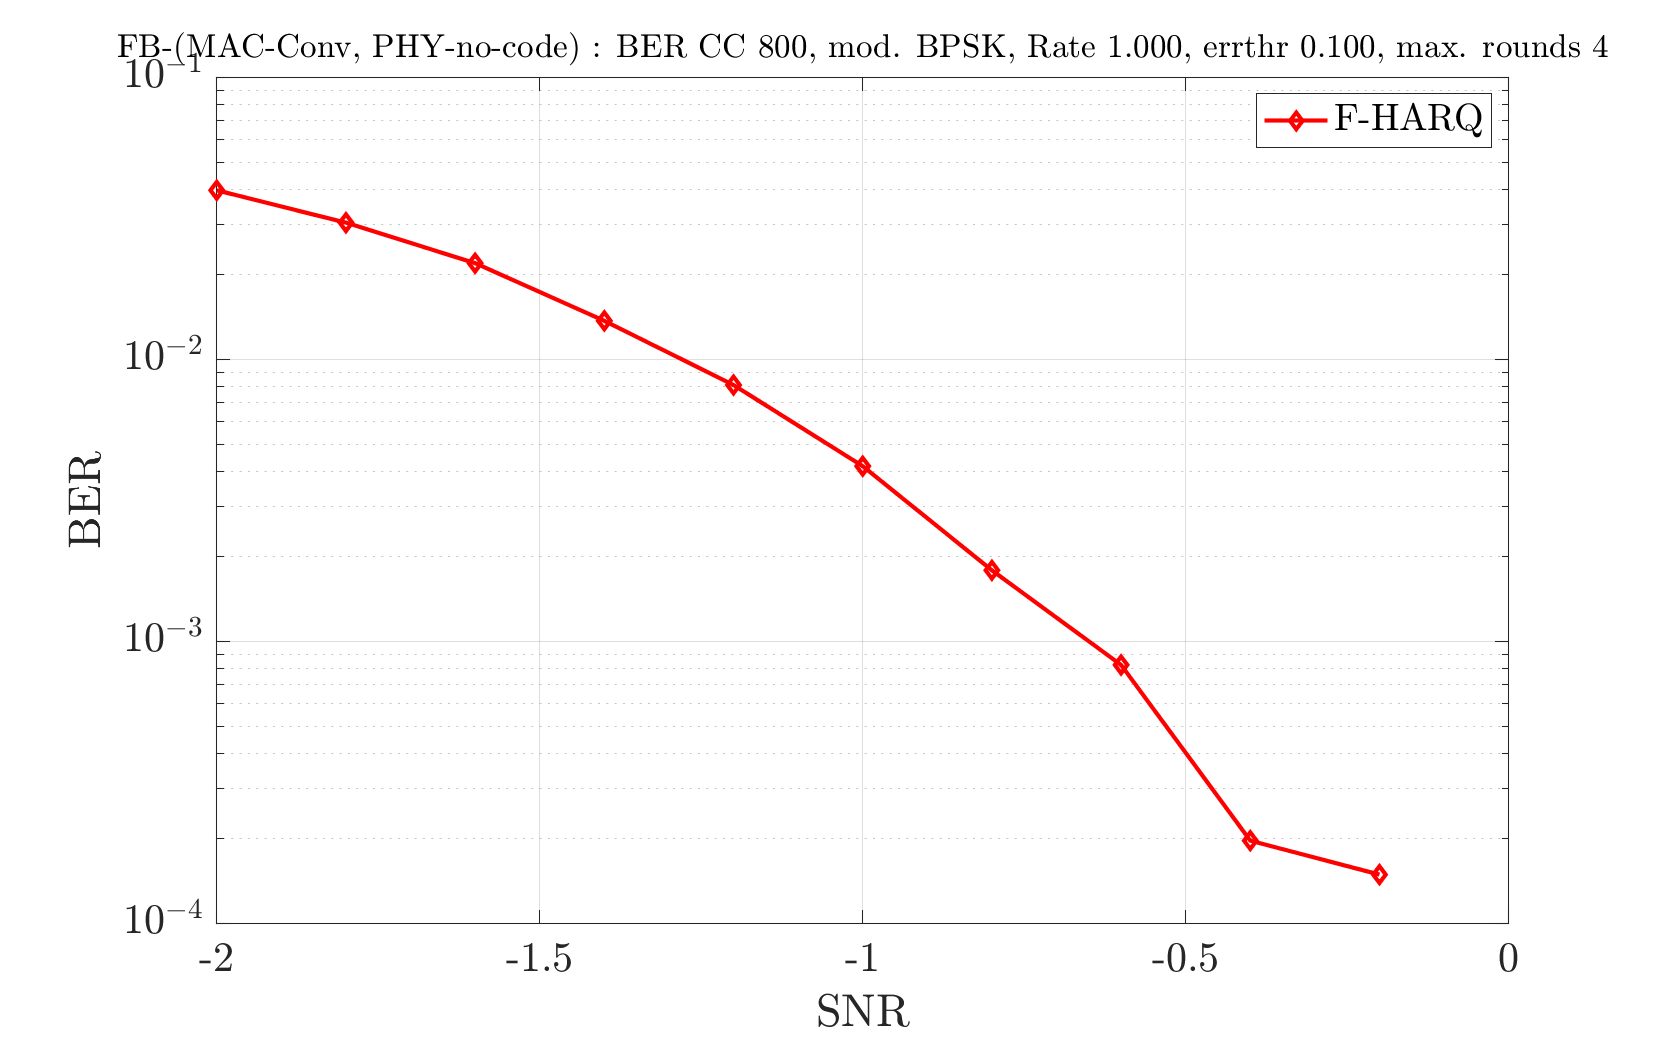 FB-(MAC-Conv, PHY-no-code) : BER CC 800, mod. BPSK, Rate 1.000, errthr 0.100, max. rounds 4
10⁻¹
F-HARQ
10⁻²
BER
10⁻³
10⁻⁴
-2 -1.5 -1 -0.5 0
SNR